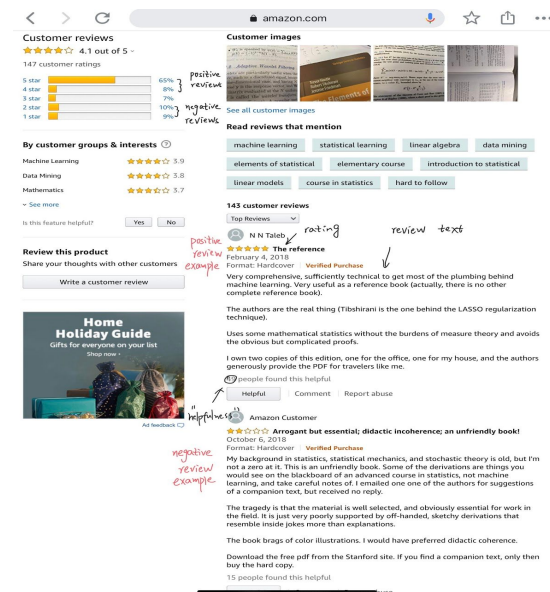 amazon.com
Customer reviews
4.1 out of 5
147 customer ratings
5 star 65%
4 star 8%
3 star 7%
2 star 10%
1 star 9%
positive
reviews
negative
reviews
By customer groups & interests
Machine Learning 3.9
Data Mining 3.8
Mathematics 3.7
See more
Is this feature helpful? Yes No
Review this product
Share your thoughts with other customers
Write a customer review
Home
Holiday Guide
Gifts for everyone on your list
Shop now
Ad feedback
Customer images
See all customer images
Read reviews that mention
machine learning statistical learning linear algebra data mining
elements of statistical elementary course introduction to statistical
linear models course in statistics hard to follow
143 customer reviews
Top Reviews
N N Taleb
rating
review text
positive
review
example
The reference
February 4, 2018
Format: Hardcover Verified Purchase
Very comprehensive, sufficiently technical to get most of the plumbing behind
machine learning. Very useful as a reference book (actually, there is no other
complete reference book).
The authors are the real thing (Tibshirani is the one behind the LASSO regularization
technique).
Uses some mathematical statistics without the burdens of measure theory and avoids
the obvious but complicated proofs.
I own two copies of this edition, one for the office, one for my house, and the authors
generously provide the PDF for travelers like me.
people found this helpful
Helpful Comment Report abuse
"helpfulness"
Amazon Customer
negative
review
example
Arrogant but essential; didactic incoherence; an unfriendly book!
October 6, 2018
Format: Hardcover Verified Purchase
My background in statistics, statistical mechanics, and stochastic theory is old, but I'm
not a zero at it. This is an unfriendly book. Some of the derivations are things you
would see on the blackboard of an advanced course in statistics, not machine
learning, and take careful notes of. I emailed one one of the authors for suggestions
of a companion text, but received no reply.
The tragedy is that the material is well selected, and obviously essential for work in
the field. It is just very poorly supported by off-handed, sketchy derivations that
resemble inside jokes more than explanations.
The book brags of color illustrations. I would have preferred didactic coherence.
Download the free pdf from the Stanford site. If you find a companion text, only then
buy the hard copy.
15 people found this helpful